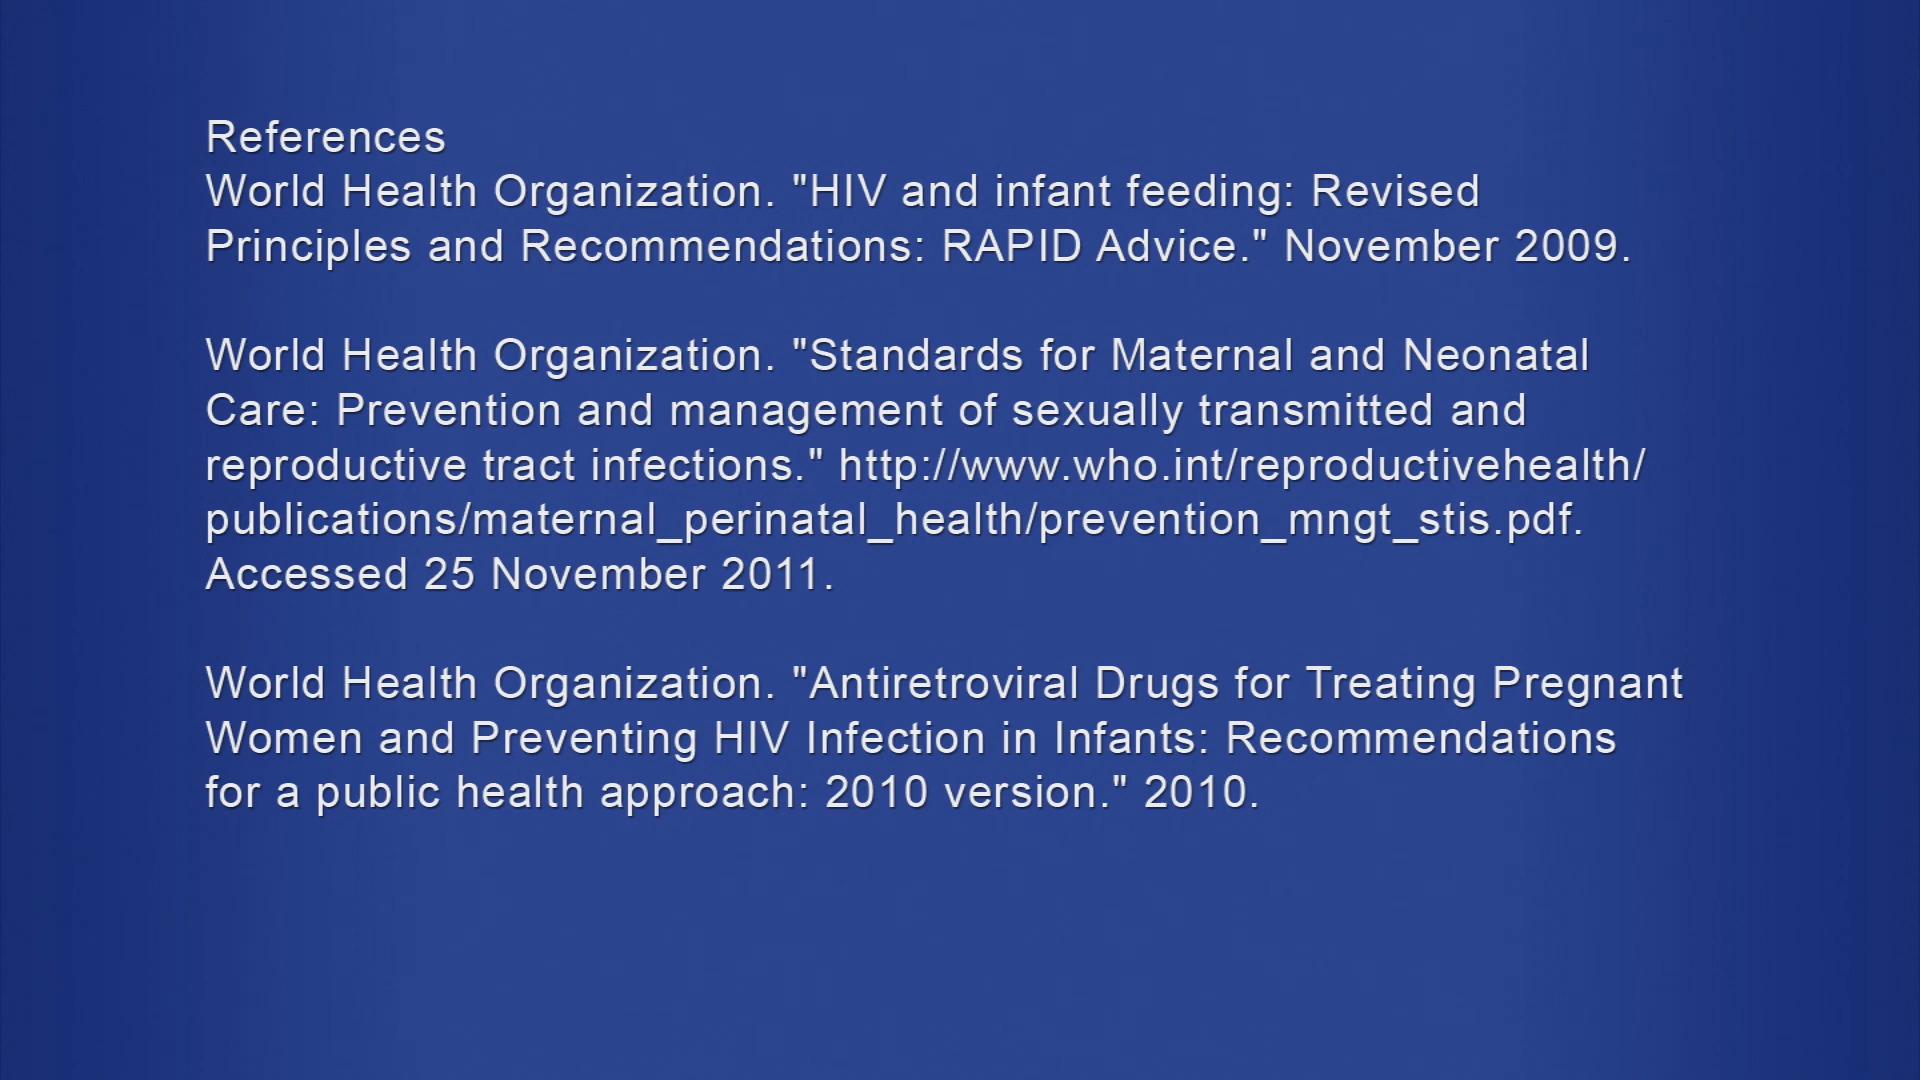 References
World Health Organization. "HIV and infant feeding: Revised
Principles and Recommendations: RAPID Advice." November 2009.
World Health Organization. "Standards for Maternal and Neonatal
Care: Prevention and management of sexually transmitted and
reproductive tract infections." http://www.who.int/reproductivehealth/
publications/maternal_perinatal_health/prevention_mngt_stis.pdf.
Accessed 25 November 2011.
World Health Organization. "Antiretroviral Drugs for Treating Pregnant
Women and Preventing HIV Infection in Infants: Recommendations
for a public health approach: 2010 version." 2010.